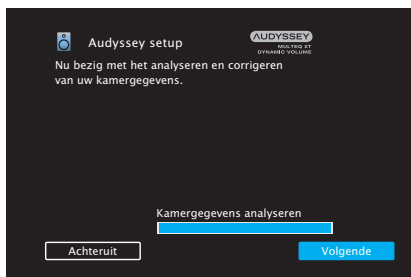 Audyssey setup
AUDYSSEY
MULTEQ XT
DYNAMIC VOLUME
Nu bezig met het analyseren en corrigeren
van uw kamergegevens.
Kamergegevens analyseren
Achteruit
Volgende